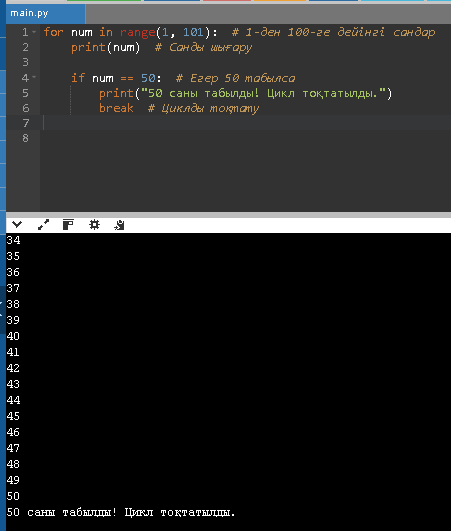 main.py
1 for num in range(1, 101):  # 1-ден 100-ге дейінгі сандар
2     print(num)  # Санды шығару
3
4     if num == 50:  # Егер 50 табылса
5         print("50 саны табылды! Цикл тоқтатылды.")
6         break  # Циклды тоқтату
7
8
34
35
36
37
38
39
40
41
42
43
44
45
46
47
48
49
50
50 саны табылды! Цикл тоқтатылды.